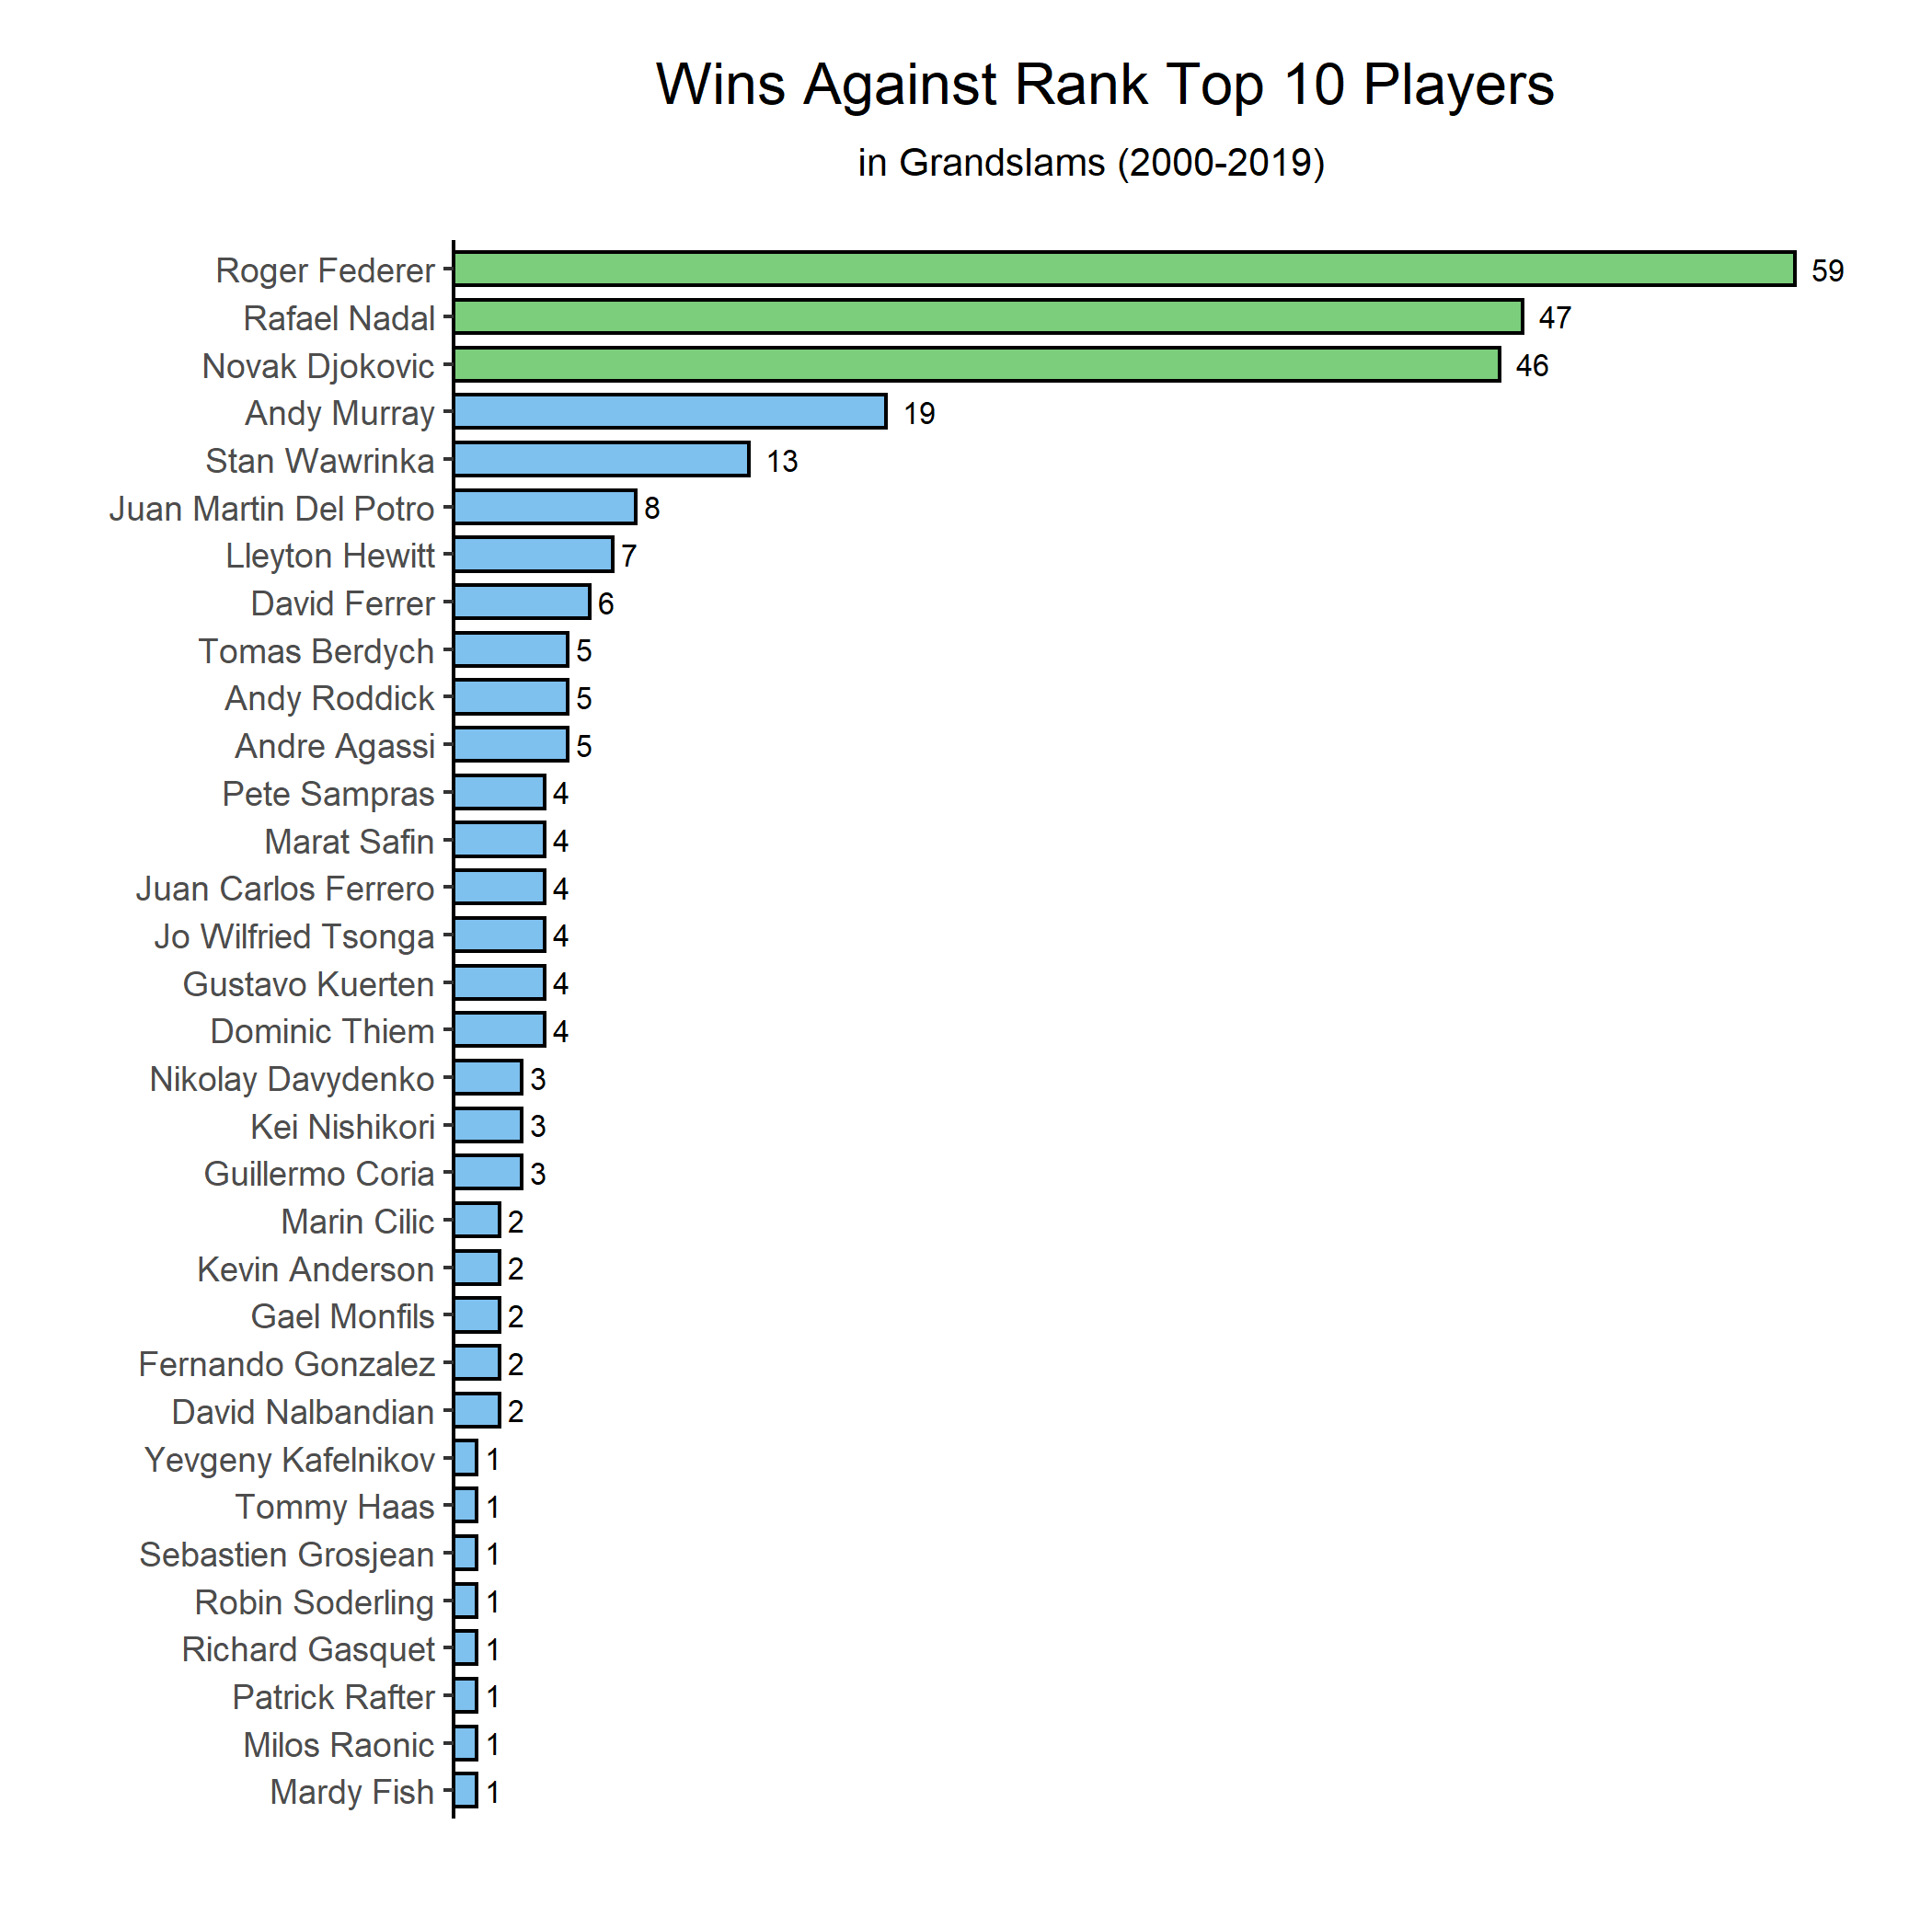 Wins Against Rank Top 10 Players
in Grandslams (2000-2019)
Roger Federer 59
Rafael Nadal 47
Novak Djokovic 46
Andy Murray 19
Stan Wawrinka 13
Juan Martin Del Potro 8
Lleyton Hewitt 7
David Ferrer 6
Tomas Berdych 5
Andy Roddick 5
Andre Agassi 5
Pete Sampras 4
Marat Safin 4
Juan Carlos Ferrero 4
Jo Wilfried Tsonga 4
Gustavo Kuerten 4
Dominic Thiem 4
Nikolay Davydenko 3
Kei Nishikori 3
Guillermo Coria 3
Marin Cilic 2
Kevin Anderson 2
Gael Monfils 2
Fernando Gonzalez 2
David Nalbandian 2
Yevgeny Kafelnikov 1
Tommy Haas 1
Sebastien Grosjean 1
Robin Soderling 1
Richard Gasquet 1
Patrick Rafter 1
Milos Raonic 1
Mardy Fish 1